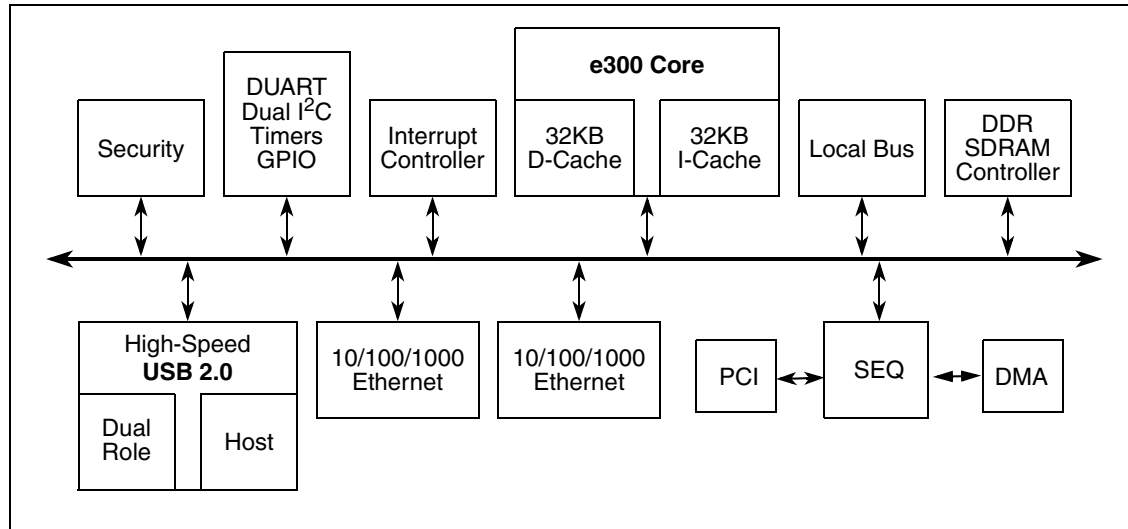 e300 Core
Security
DUART
Dual I²C
Timers
GPIO
Interrupt
Controller
32KB
D-Cache
32KB
I-Cache
Local Bus
DDR
SDRAM
Controller
High-Speed
USB 2.0
Dual
Role
Host
10/100/1000
Ethernet
10/100/1000
Ethernet
PCI
SEQ
DMA